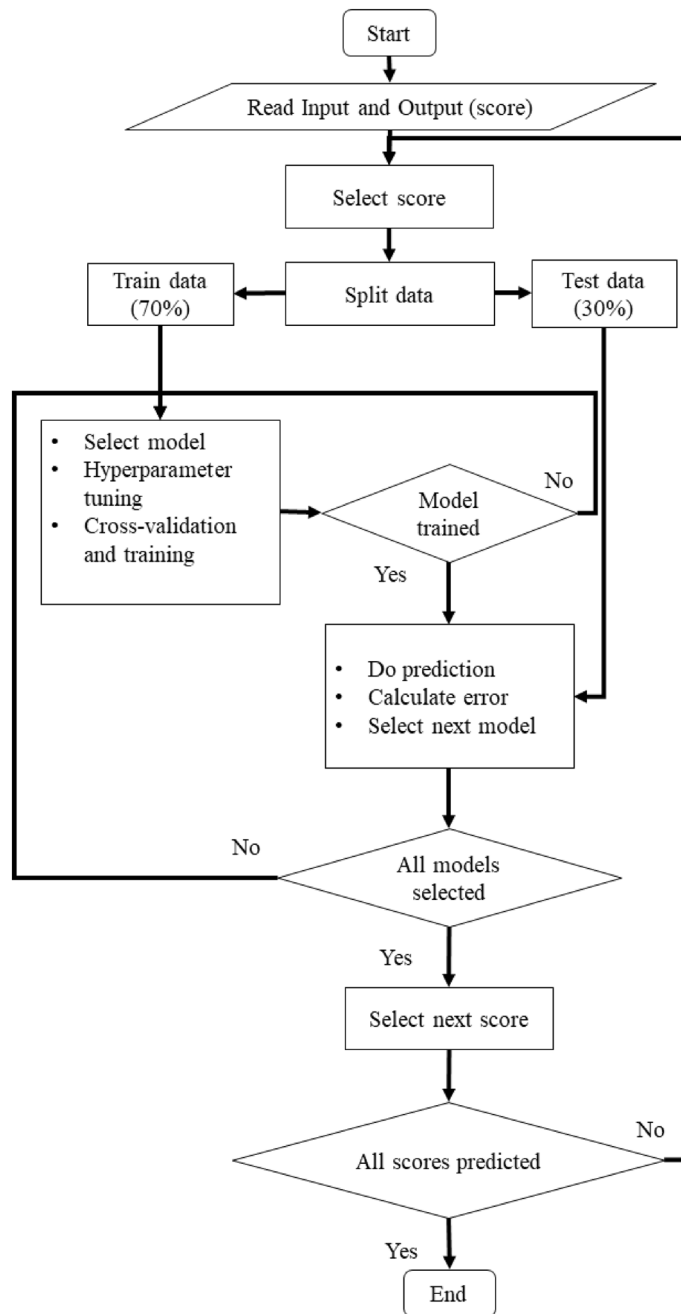 Start
Read Input and Output (score)
Select score
Train data
(70%)
Split data
Test data
(30%)
• Select model
• Hyperparameter
tuning
• Cross-validation
and training
Model
trained
No
Yes
• Do prediction
• Calculate error
• Select next model
No
All models
selected
Yes
Select next score
All scores predicted
No
Yes
End